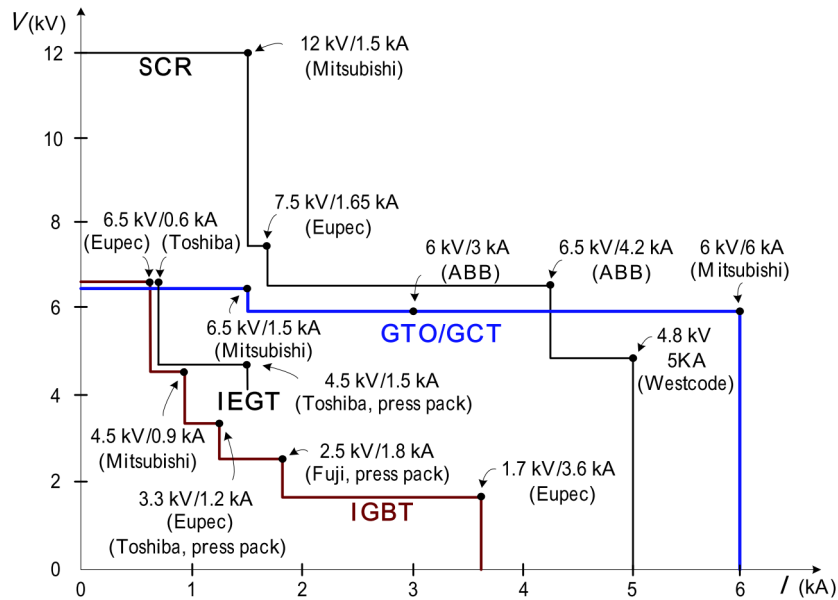 V(kV)
12
10
8
6
4
2
0
SCR
12 kV/1.5 kA
(Mitsubishi)
7.5 kV/1.65 kA
(Eupec)
6.5 kV/0.6 kA
(Eupec) (Toshiba)
6 kV/3 kA
(ABB)
6.5 kV/4.2 kA
(ABB)
6 kV/6 kA
(Mitsubishi)
6.5 kV/1.5 kA
(Mitsubishi)
GTO/GCT
4.8 kV
5KA
(Westcode)
4.5 kV/1.5 kA
(Toshiba, press pack)
IEGT
4.5 kV/0.9 kA
(Mitsubishi)
2.5 kV/1.8 kA
(Fuji, press pack)
3.3 kV/1.2 kA
(Eupec)
(Toshiba, press pack)
1.7 kV/3.6 kA
(Eupec)
IGBT
0 1 2 3 4 5 6 I (kA)